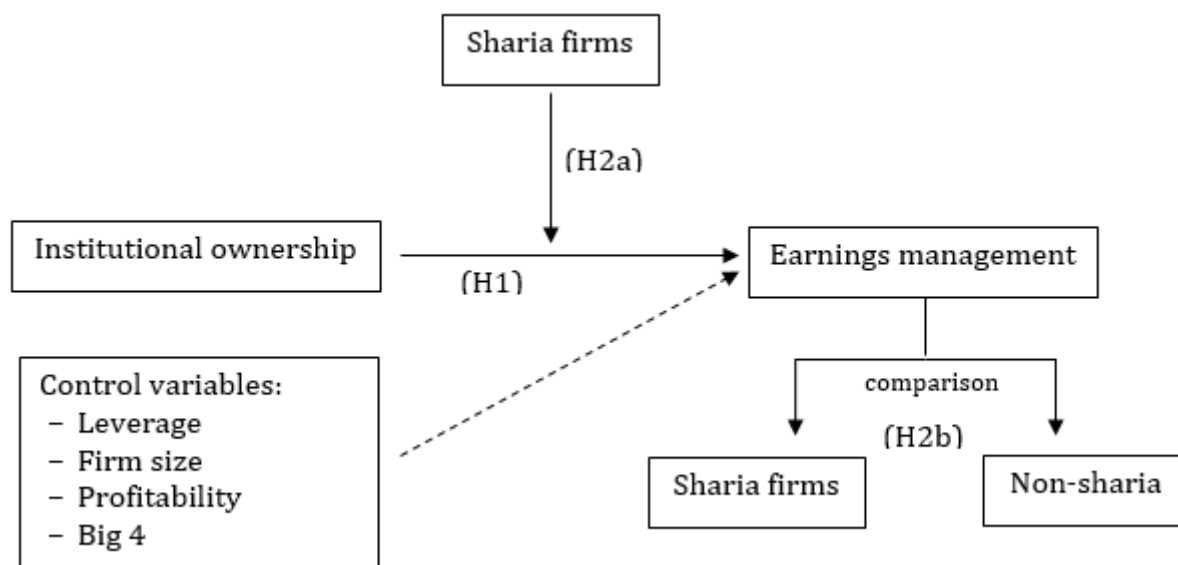 Sharia firms
(H2a)
Institutional ownership
(H1)
Earnings management
Control variables:
– Leverage
– Firm size
– Profitability
– Big 4
comparison
(H2b)
Sharia firms
Non-sharia